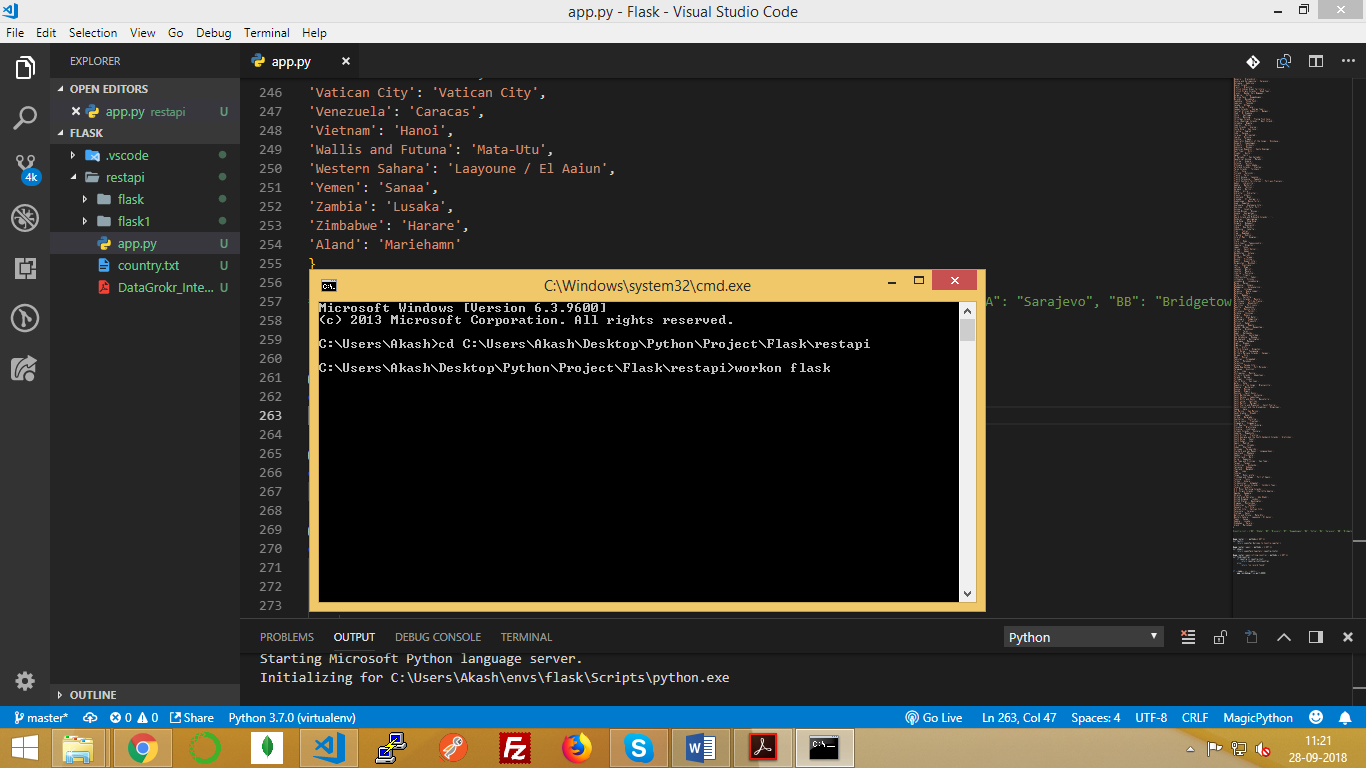 app.py - Flask - Visual Studio Code
File Edit Selection View Go Debug Terminal Help
EXPLORER
OPEN EDITORS
app.py restapi U
FLASK
.vscode
restapi
flask
flask1
app.py U
country.txt U
DataGrokr_Inte... U
OUTLINE
4k
app.py
246 'Vatican City': 'Vatican City',
247 'Venezuela': 'Caracas',
248 'Vietnam': 'Hanoi',
249 'Wallis and Futuna': 'Mata-Utu',
250 'Western Sahara': 'Laayoune / El Aaiun',
251 'Yemen': 'Sanaa',
252 'Zambia': 'Lusaka',
253 'Zimbabwe': 'Harare',
254 'Aland': 'Mariehamn'
255 }
256
257 A": "Sarajevo", "BB": "Bridgetow
258
259
260
261
262
263
264
265
266
267
268
269
270
271
272
273
C:\Windows\system32\cmd.exe
Microsoft Windows [Version 6.3.9600]
(c) 2013 Microsoft Corporation. All rights reserved.
C:\Users\Akash>cd C:\Users\Akash\Desktop\Python\Project\Flask\restapi
C:\Users\Akash\Desktop\Python\Project\Flask\restapi>workon flask
PROBLEMS OUTPUT DEBUG CONSOLE TERMINAL Python
Starting Microsoft Python language server.
Initializing for C:\Users\Akash\envs\flask\Scripts\python.exe
master* 0 0 Share Python 3.7.0 (virtualenv) Go Live Ln 263, Col 47 Spaces: 4 UTF-8 CRLF MagicPython
11:21
28-09-2018